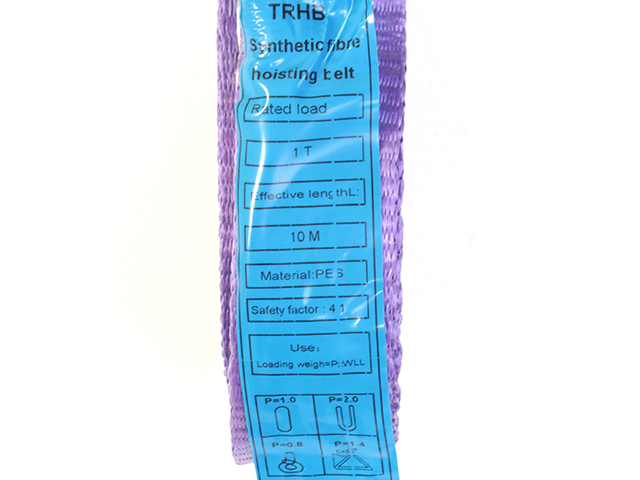 TRHB
Synthetic fibre
hoisting belt
Rated load
1 T
Effective lengthL:
10 M
Material:PES
Safety factor : 4 1
Use:
Loading weigh=P::WLL
P=1.0 P=2.0
P=0.8 P=1.4